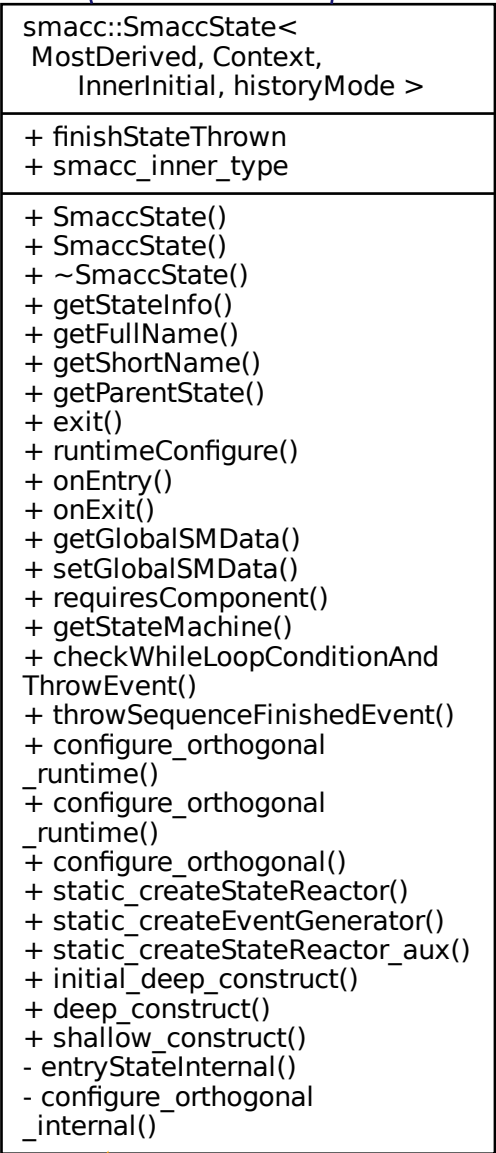 smacc::SmaccState<
MostDerived, Context,
InnerInitial, historyMode >
+ finishStateThrown
+ smacc_inner_type
+ SmaccState()
+ SmaccState()
+ ~SmaccState()
+ getStateInfo()
+ getFullName()
+ getShortName()
+ getParentState()
+ exit()
+ runtimeConfigure()
+ onEntry()
+ onExit()
+ getGlobalSMData()
+ setGlobalSMData()
+ requiresComponent()
+ getStateMachine()
+ checkWhileLoopConditionAnd
ThrowEvent()
+ throwSequenceFinishedEvent()
+ configure_orthogonal
_runtime()
+ configure_orthogonal
_runtime()
+ configure_orthogonal()
+ static_createStateReactor()
+ static_createEventGenerator()
+ static_createStateReactor_aux()
+ initial_deep_construct()
+ deep_construct()
+ shallow_construct()
- entryStateInternal()
- configure_orthogonal
_internal()